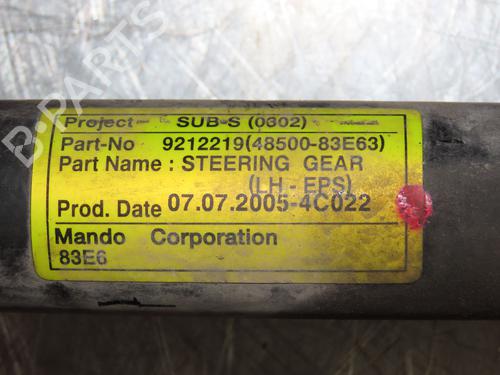 Project SUB-S (0302)
Part-No 9212219(48500-83E63)
Part Name : STEERING GEAR
(LH - EPS)
Prod. Date 07.07.2005-4C022
Mando Corporation
83E6
B-PARTS